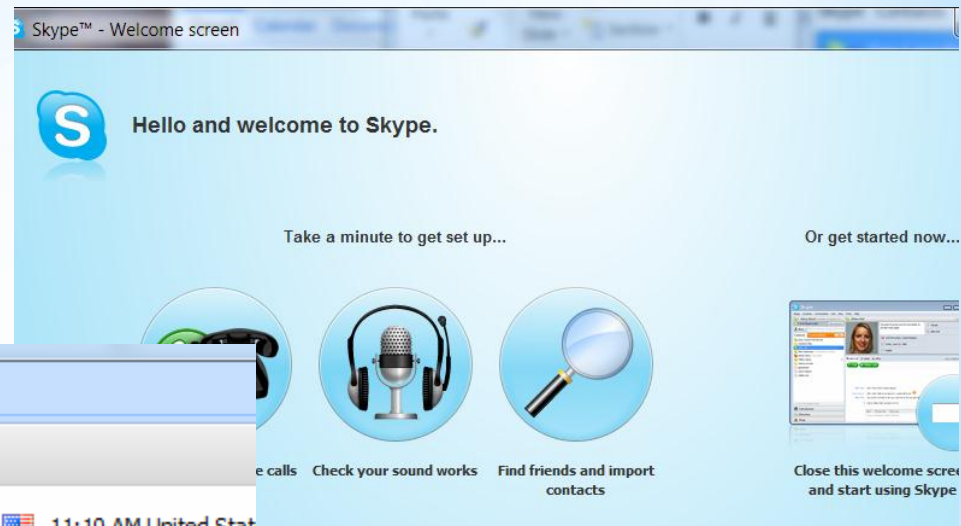 Skype™ - Welcome screen
S
Hello and welcome to Skype.
Take a minute to get set up...
Or get started now...
e calls
Check your sound works
Find friends and import
contacts
Close this welcome scree
and start using Skype
11:10 AM United Stat